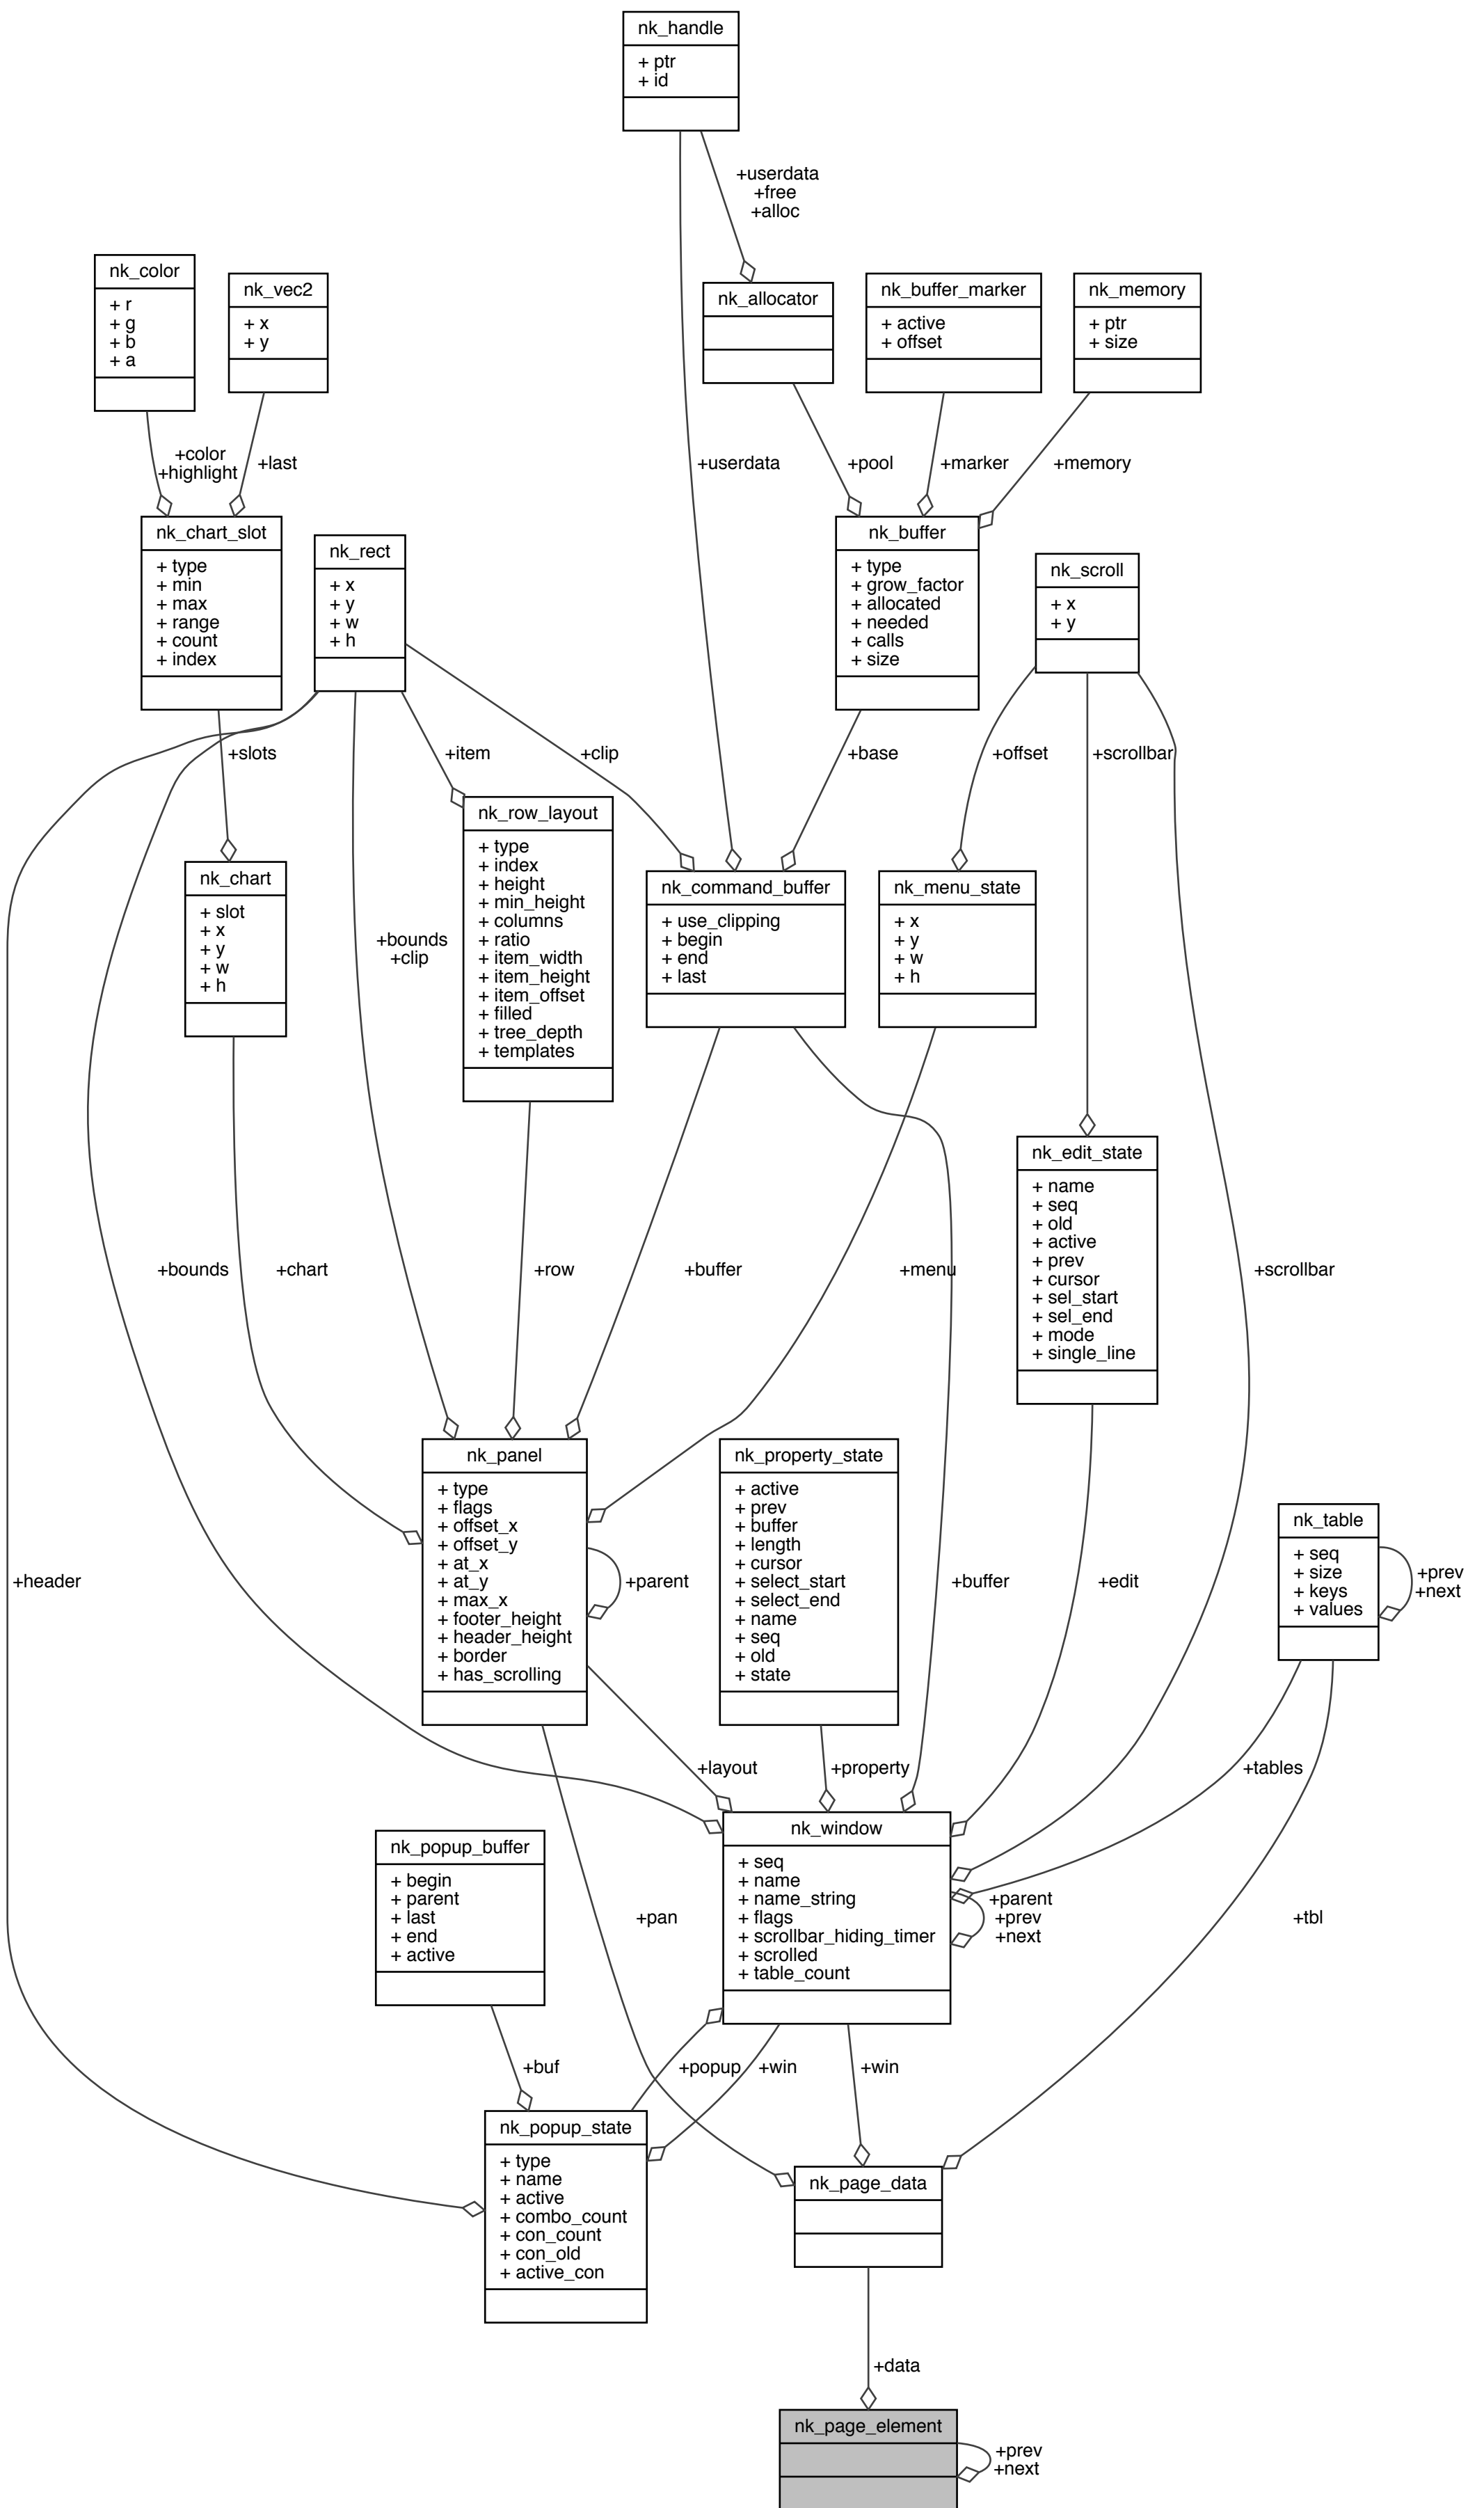 nk_handle
+ ptr
+ id
+userdata
+free
+alloc
nk_color
+ r
+ g
+ b
+ a
nk_vec2
+ x
+ y
nk_allocator
nk_buffer_marker
+ active
+ offset
nk_memory
+ ptr
+ size
+color
+highlight
+last
+userdata
+pool
+marker
+memory
nk_chart_slot
+ type
+ min
+ max
+ range
+ count
+ index
nk_rect
+ x
+ y
+ w
+ h
nk_buffer
+ type
+ grow_factor
+ allocated
+ needed
+ calls
+ size
nk_scroll
+ x
+ y
+slots
+item
+clip
+base
+offset
+scrollbar
nk_chart
+ slot
+ x
+ y
+ w
+ h
+bounds
+clip
nk_row_layout
+ type
+ index
+ height
+ min_height
+ columns
+ ratio
+ item_width
+ item_height
+ item_offset
+ filled
+ tree_depth
+ templates
nk_command_buffer
+ use_clipping
+ begin
+ end
+ last
nk_menu_state
+ x
+ y
+ w
+ h
nk_edit_state
+ name
+ seq
+ old
+ active
+ prev
+ cursor
+ sel_start
+ sel_end
+ mode
+ single_line
+bounds
+chart
+row
+buffer
+menu
+scrollbar
nk_panel
+ type
+ flags
+ offset_x
+ offset_y
+ at_x
+ at_y
+ max_x
+ footer_height
+ header_height
+ border
+ has_scrolling
+parent
nk_property_state
+ active
+ prev
+ buffer
+ length
+ cursor
+ select_start
+ select_end
+ name
+ seq
+ old
+ state
nk_table
+ seq
+ size
+ keys
+ values
+prev
+next
+header
+buffer
+edit
+layout
+property
+tables
nk_popup_buffer
+ begin
+ parent
+ last
+ end
+ active
+pan
nk_window
+ seq
+ name
+ name_string
+ flags
+ scrollbar_hiding_timer
+ scrolled
+ table_count
+parent
+prev
+next
+tbl
+buf
+popup
+win
+win
nk_popup_state
+ type
+ name
+ active
+ combo_count
+ con_count
+ con_old
+ active_con
nk_page_data
+data
nk_page_element
+prev
+next